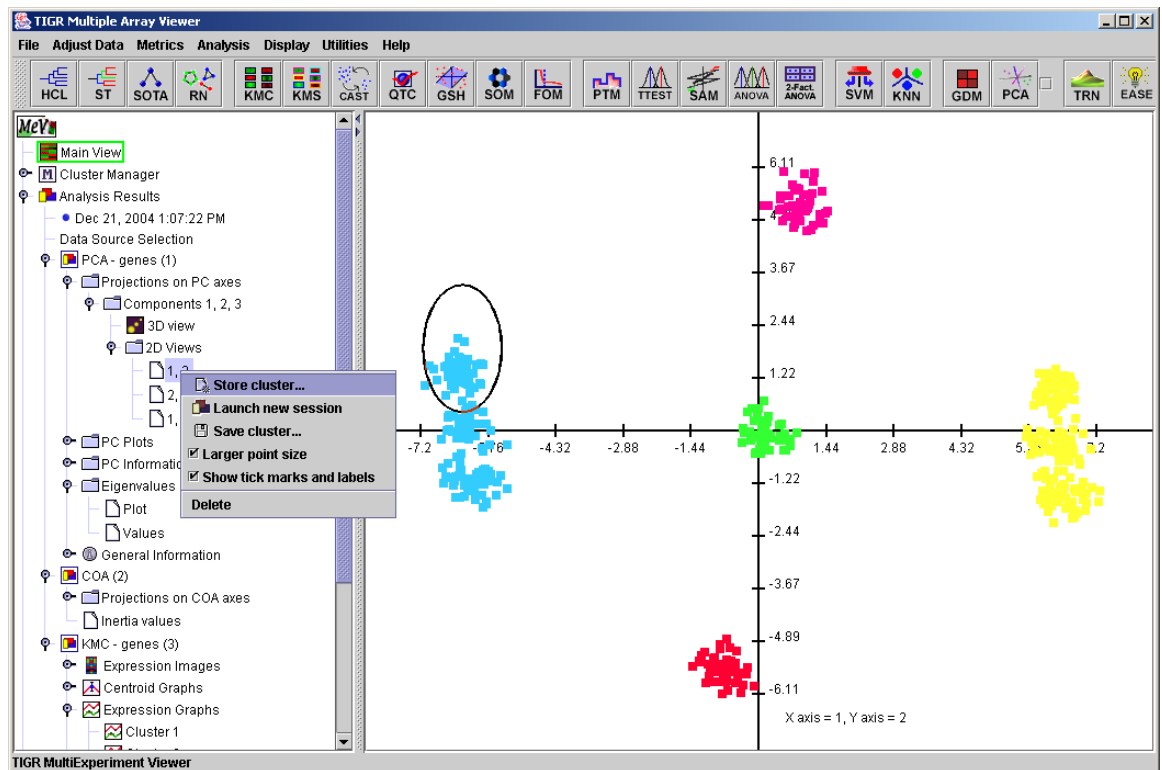 TIGR Multiple Array Viewer
File Adjust Data Metrics Analysis Display Utilities Help
HCL ST SOTA RN KMC KMS CAST QTC GSH SOM FOM PTM TTEST SAM ANOVA 2-Fact. ANOVA SVM KNN GDM PCA TRN EASE
MeV
Main View
M Cluster Manager
Analysis Results
Dec 21, 2004 1:07:22 PM
Data Source Selection
PCA - genes (1)
Projections on PC axes
Components 1, 2, 3
3D view
2D Views
1,
2,
1,
PC Plots
PC Informatic
Eigenvalues
Plot
Values
General Information
COA (2)
Projections on COA axes
Inertia values
KMC - genes (3)
Expression Images
Centroid Graphs
Expression Graphs
Cluster 1
Store cluster...
Launch new session
Save cluster...
Larger point size
Show tick marks and labels
Delete
6.11
4
3.67
2.44
1.22
-7.2 -4.32 -2.88 -1.44 1.44 2.88 4.32
-1.22
-2.44
-3.67
-4.89
-6.11
X axis = 1, Y axis = 2
TIGR MultiExperiment Viewer